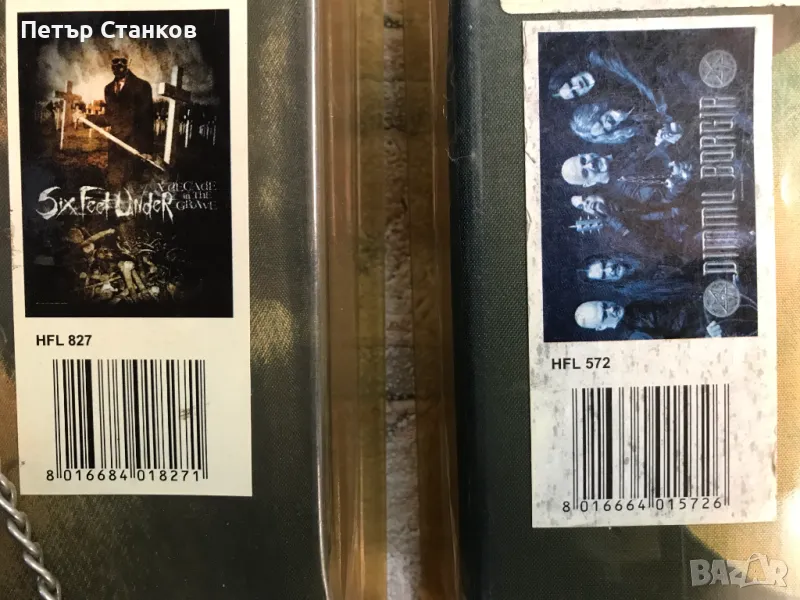 Петър Станков
SIX FEET UNDER
A DECADE
in THE
GRAVE
HFL 827
8 016684 018271
DIMMU BORGIR
HFL 572
8 016664 015726
BAZAR